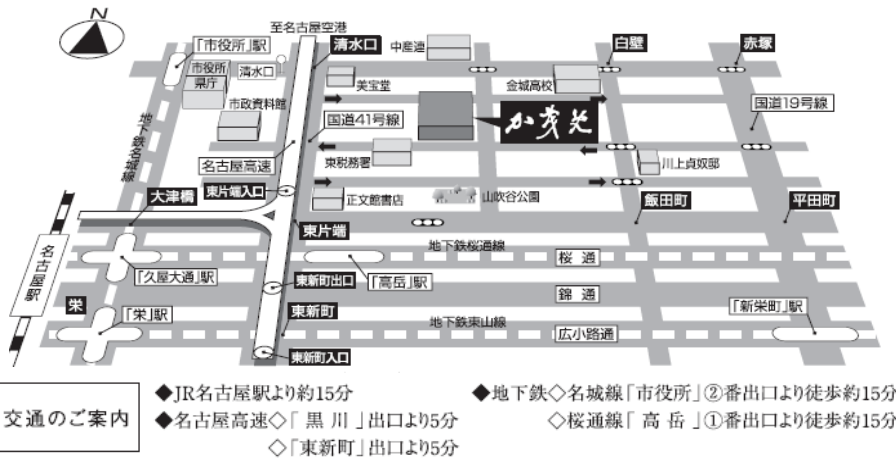 N
至名古屋空港
「市役所」駅
清水口
中産連
白壁
赤塚
市役所
県庁
清水口
美宝堂
金城高校
市政資料館
国道41号線
か茂免
国道19号線
地下鉄名城線
名古屋高速
東税務署
川上貞奴邸
大津橋
東片端入口
正文館書店
山吹谷公園
飯田町
平田町
東片端
名古屋駅
地下鉄桜通線
桜通
「久屋大通」駅
東新町出口
「高岳」駅
錦通
栄
「栄」駅
東新町
地下鉄東山線
「新栄町」駅
広小路通
東新町入口
交通のご案内
◆JR名古屋駅より約15分
◆名古屋高速◇「黒川」出口より5分
◇「東新町」出口より5分
◆地下鉄◇名城線「市役所」②番出口より徒歩約15分
◇桜通線「高岳」①番出口より徒歩約15分